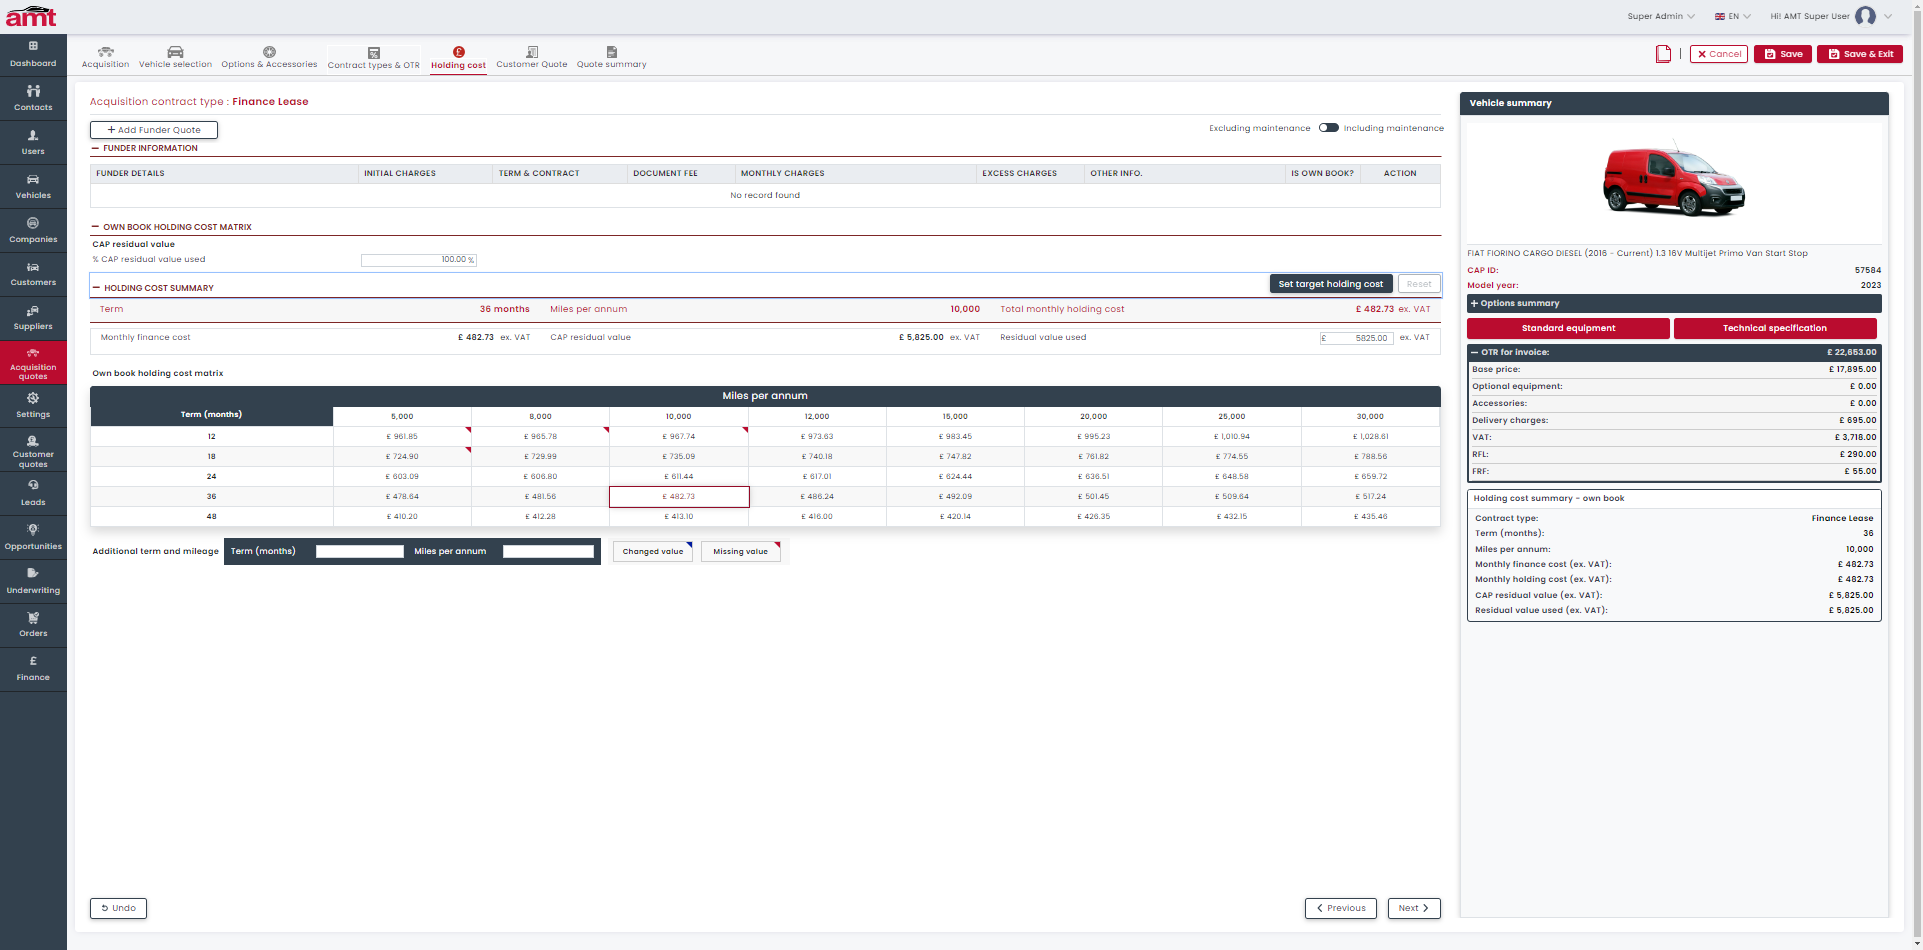 amt
Super Admin
EN
Hi! AMT Super User
Dashboard
Contacts
Users
Vehicles
Companies
Customers
Suppliers
Acquisition
quotes
Settings
Customer
quotes
Leads
Opportunities
Underwriting
Orders
£
Finance
Acquisition
Vehicle selection
Options & Accessories
Contract types & OTR
£
Holding cost
Customer Quote
Quote summary
Cancel
Save
Save & Exit
Acquisition contract type : Finance Lease
+ Add Funder Quote
Excluding maintenance
Including maintenance
FUNDER INFORMATION
FUNDER DETAILS INITIAL CHARGES TERM & CONTRACT DOCUMENT FEE MONTHLY CHARGES EXCESS CHARGES OTHER INFO. IS OWN BOOK? ACTION
No record found
OWN BOOK HOLDING COST MATRIX
CAP residual value
% CAP residual value used 100.00 %
HOLDING COST SUMMARY
Set target holding cost
Reset
Term 36 months Miles per annum 10,000 Total monthly holding cost £ 482.73 ex. VAT
Monthly finance cost £ 482.73 ex. VAT CAP residual value £ 5,825.00 ex. VAT Residual value used £ 5825.00 ex. VAT
Own book holding cost matrix
Miles per annum
Term (months) 5,000 8,000 10,000 12,000 15,000 20,000 25,000 30,000
12 £ 961.85 £ 965.78 £ 967.74 £ 973.63 £ 983.45 £ 995.23 £ 1,010.94 £ 1,028.61
18 £ 724.90 £ 729.99 £ 735.09 £ 740.18 £ 747.82 £ 761.82 £ 774.55 £ 788.56
24 £ 603.09 £ 606.80 £ 611.44 £ 617.01 £ 624.44 £ 636.51 £ 648.58 £ 659.72
36 £ 478.64 £ 481.56 £ 482.73 £ 486.24 £ 492.09 £ 501.45 £ 509.64 £ 517.24
48 £ 410.20 £ 412.28 £ 413.10 £ 416.00 £ 420.14 £ 426.35 £ 432.15 £ 435.46
Additional term and mileage Term (months) Miles per annum Changed value Missing value
Undo
Previous
Next
Vehicle summary
FIAT FIORINO CARGO DIESEL (2016 - Current) 1.3 16V Multijet Primo Van Start Stop
CAP ID: 57584
Model year: 2023
+ Options summary
Standard equipment
Technical specification
OTR for invoice: £ 22,653.00
Base price: £ 17,895.00
Optional equipment: £ 0.00
Accessories: £ 0.00
Delivery charges: £ 695.00
VAT: £ 3,718.00
RFL: £ 290.00
FRF: £ 55.00
Holding cost summary - own book
Contract type: Finance Lease
Term (months): 36
Miles per annum: 10,000
Monthly finance cost (ex. VAT): £ 482.73
Monthly holding cost (ex. VAT): £ 482.73
CAP residual value (ex. VAT): £ 5,825.00
Residual value used (ex. VAT): £ 5,825.00